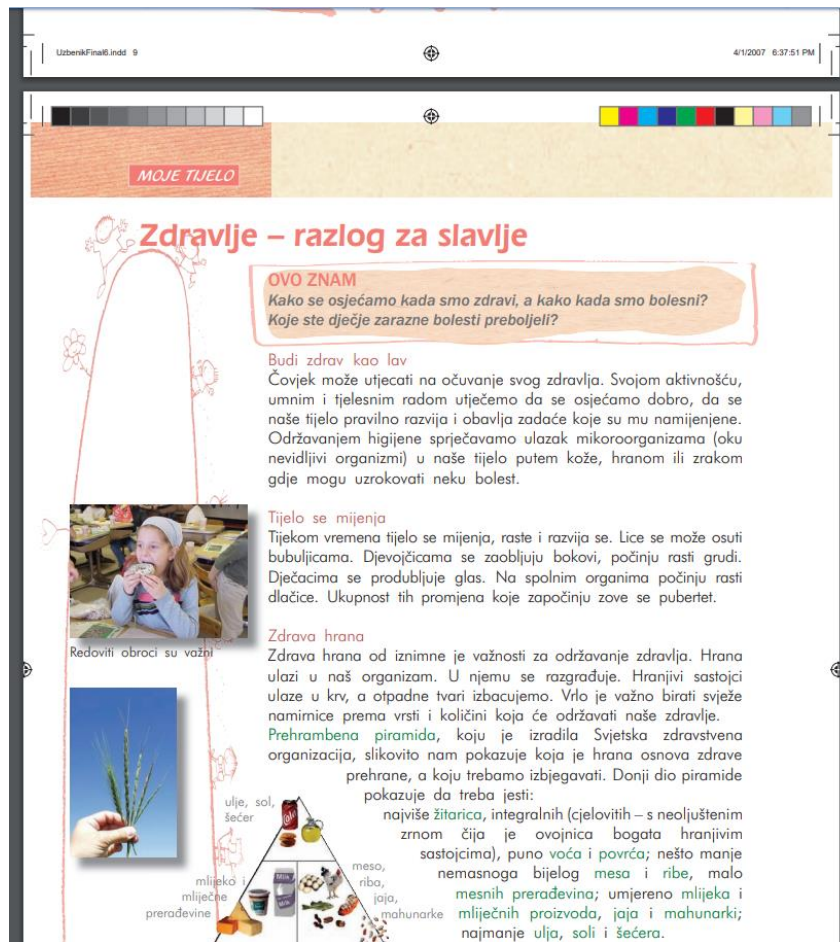 UzbenikFinal6.indd 9
4/1/2007 6:37:51 PM
MOJE TIJELO
Zdravlje – razlog za slavlje
OVO ZNAM
Kako se osjećamo kada smo zdravi, a kako kada smo bolesni?
Koje ste dječje zarazne bolesti preboljeli?
Budi zdrav kao lav
Čovjek može utjecati na očuvanje svog zdravlja. Svojom aktivnošću,
umnim i tjelesnim radom utječemo da se osjećamo dobro, da se
naše tijelo pravilno razvija i obavlja zadaće koje su mu namijenjene.
Održavanjem higijene sprječavamo ulazak mikroorganizama (oku
nevidljivi organizmi) u naše tijelo putem kože, hranom ili zrakom
gdje mogu uzrokovati neku bolest.
Tijelo se mijenja
Tijekom vremena tijelo se mijenja, raste i razvija se. Lice se može osuti
bubuljicama. Djevojčicama se zaobljuju bokovi, počinju rasti grudi.
Dječacima se produbljuje glas. Na spolnim organima počinju rasti
dlačice. Ukupnost tih promjena koje započinju zove se pubertet.
Redoviti obroci su važni
Zdrava hrana
Zdrava hrana od iznimne je važnosti za održavanje zdravlja. Hrana
ulazi u naš organizam. U njemu se razgrađuje. Hranjivi sastojci
ulaze u krv, a otpadne tvari izbacujemo. Vrlo je važno birati svježe
namirnice prema vrsti i količini koja će održavati naše zdravlje.
Prehrambena piramida, koju je izradila Svjetska zdravstvena
organizacija, slikovito nam pokazuje koja je hrana osnova zdrave
prehrane, a koju trebamo izbjegavati. Donji dio piramide
pokazuje da treba jesti:
najviše žitarica, integralnih (cjelovitih – s neoljuštenim
zrnom čija je ovojnica bogata hranjivim
sastojcima), puno voća i povrća; nešto manje
nemasnoga bijelog mesa i ribe, malo
mesnih prerađevina; umjereno mlijeka i
mliječnih proizvoda, jaja i mahunarki;
najmanje ulja, soli i šećera.
ulje, sol,
šećer
mlijeko i
mliječne
prerađevine
meso,
riba,
jaja,
mahunarke